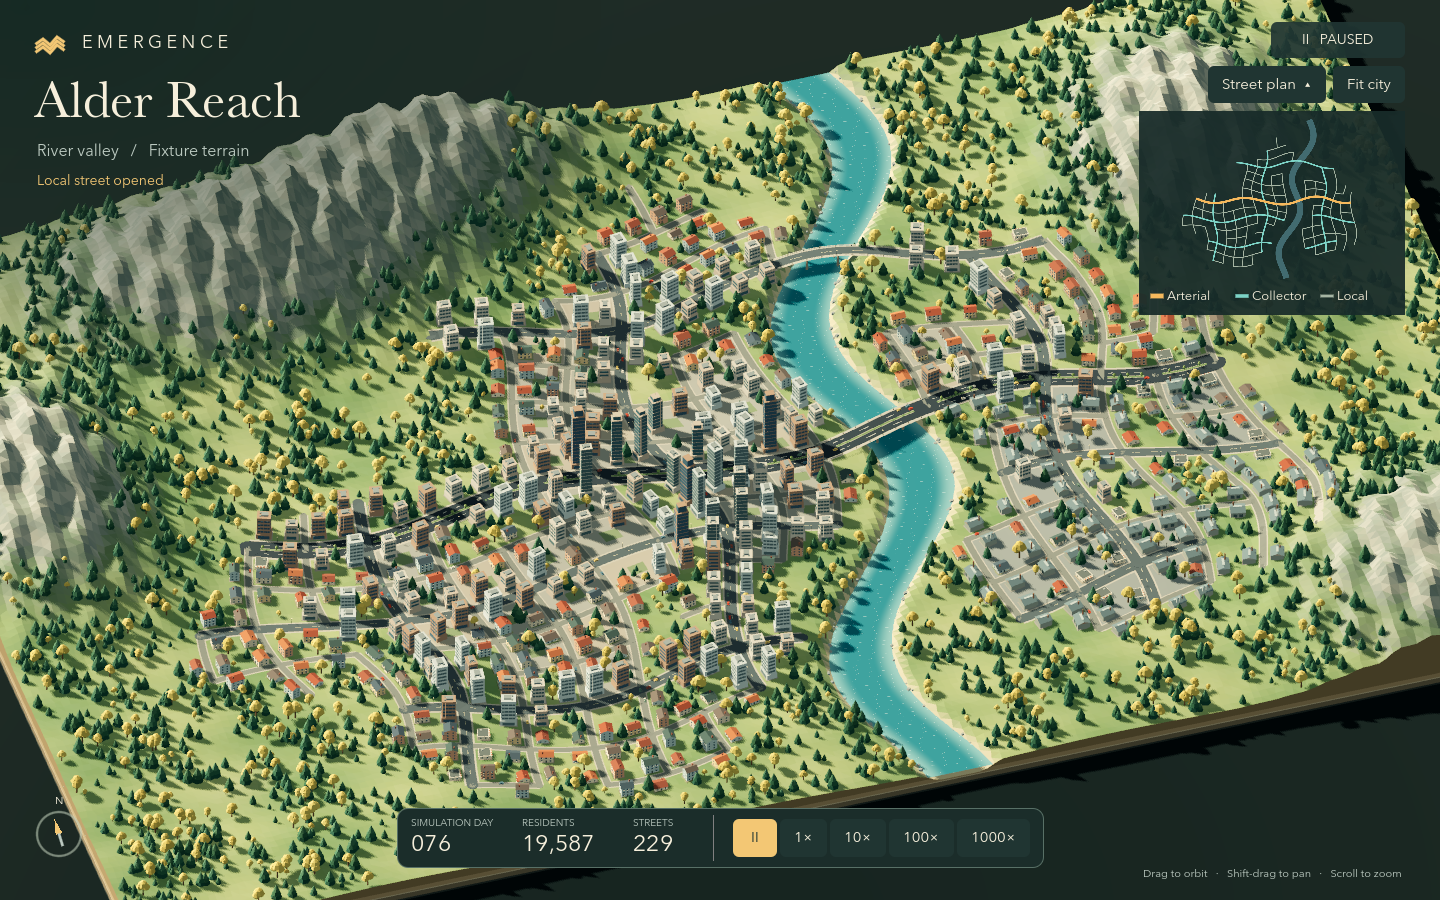 EMERGENCE
Alder Reach
River valley / Fixture terrain
Local street opened
II PAUSED
Street plan ▲
Fit city
Arterial Collector Local
N
SIMULATION DAY
076
RESIDENTS
19,587
STREETS
229
II 1× 10× 100× 1000×
Drag to orbit · Shift-drag to pan · Scroll to zoom